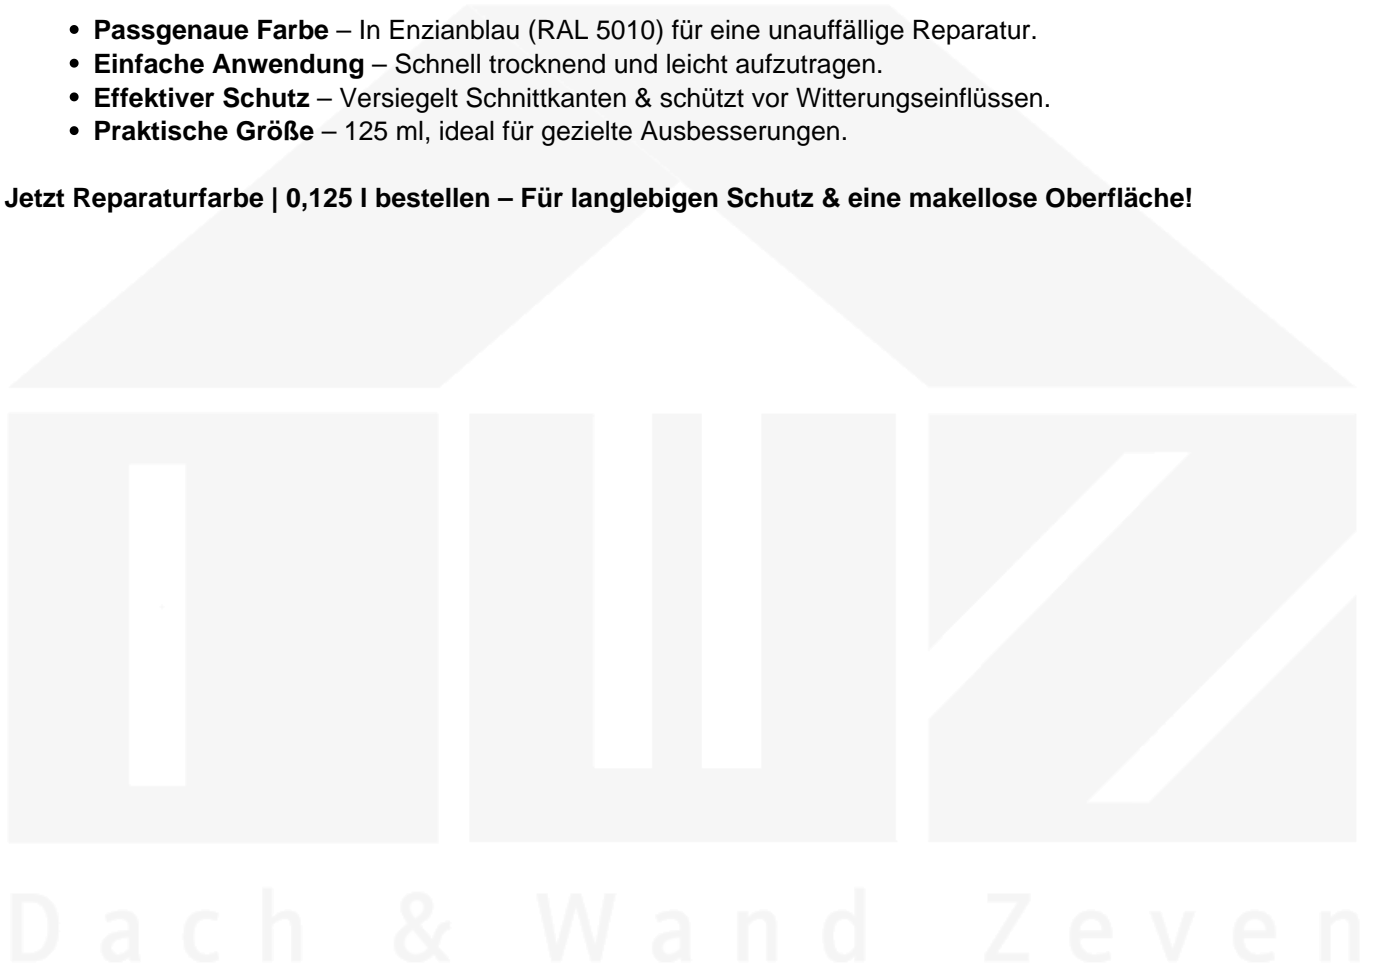 • Passgenaue Farbe – In Enzianblau (RAL 5010) für eine unauffällige Reparatur.
• Einfache Anwendung – Schnell trocknend und leicht aufzutragen.
• Effektiver Schutz – Versiegelt Schnittkanten & schützt vor Witterungseinflüssen.
• Praktische Größe – 125 ml, ideal für gezielte Ausbesserungen.
Jetzt Reparaturfarbe | 0,125 l bestellen – Für langlebigen Schutz & eine makellose Oberfläche!
Dach & Wand Zeven